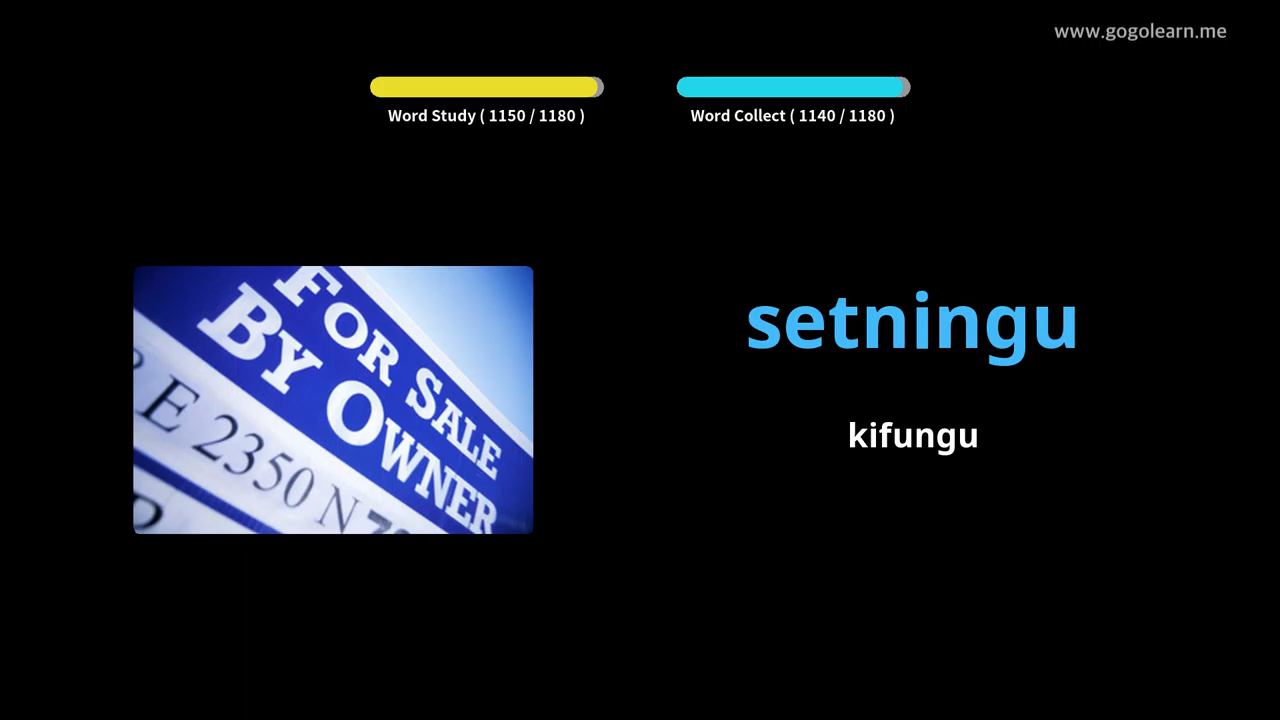 www.gogolearn.me
Word Study ( 1150 / 1180 )
Word Collect ( 1140 / 1180 )
FOR SALE
BY OWNER
E 2350 N
setningu
kifungu